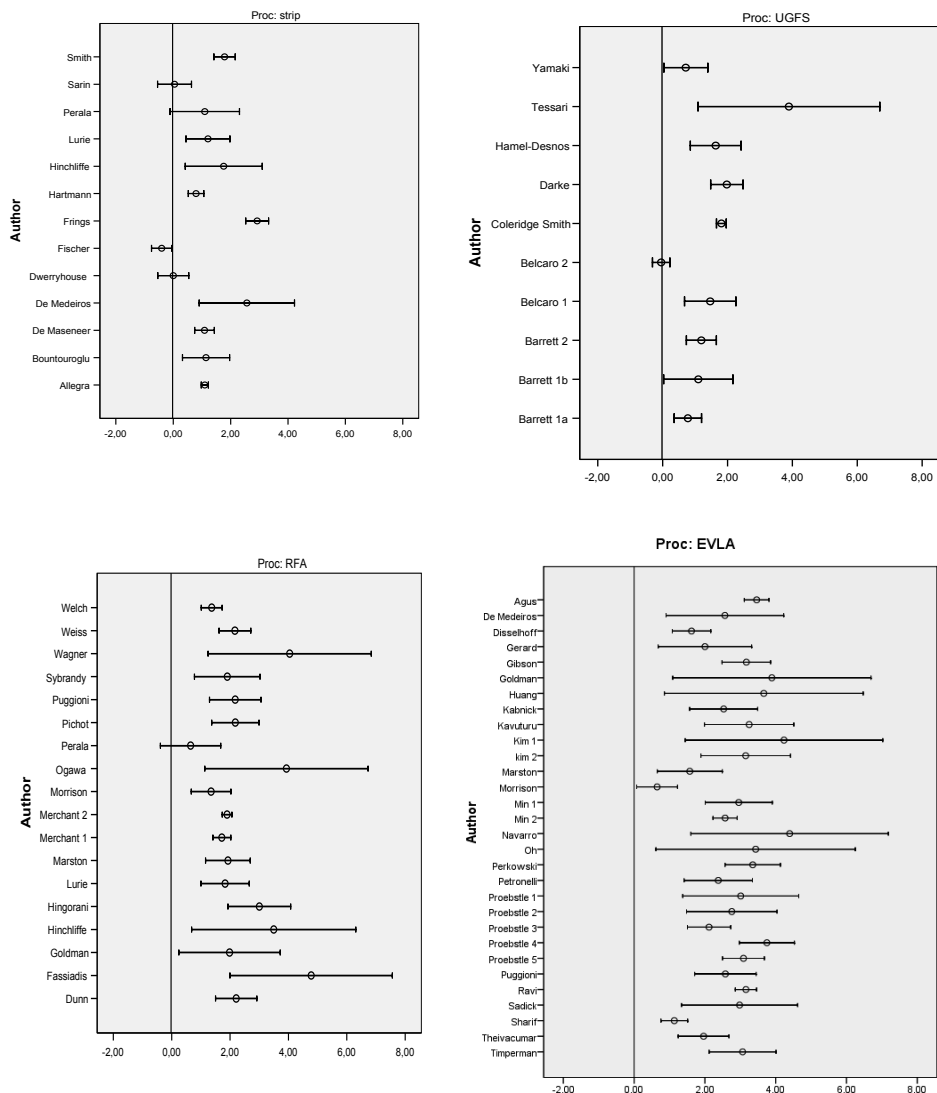 Proc: strip
Author
Smith
Sarin
Perala
Lurie
Hinchliffe
Hartmann
Frings
Fischer
Dwerryhouse
De Medeiros
De Maseneer
Bountouroglu
Allegra
-2,00 0,00 2,00 4,00 6,00 8,00
Proc: UGFS
Author
Yamaki
Tessari
Hamel-Desnos
Darke
Coleridge Smith
Belcaro 2
Belcaro 1
Barrett 2
Barrett 1b
Barrett 1a
-2,00 0,00 2,00 4,00 6,00 8,00
Proc: RFA
Author
Welch
Weiss
Wagner
Sybrandy
Puggioni
Pichot
Perala
Ogawa
Morrison
Merchant 2
Merchant 1
Marston
Lurie
Hingorani
Hinchliffe
Goldman
Fassiadis
Dunn
-2,00 0,00 2,00 4,00 6,00 8,00
Proc: EVLA
Author
Agus
De Medeiros
Disselhoff
Gerard
Gibson
Goldman
Huang
Kabnick
Kavuturu
Kim 1
kim 2
Marston
Morrison
Min 1
Min 2
Navarro
Oh
Perkowski
Petronelli
Proebstle 1
Proebstle 2
Proebstle 3
Proebstle 4
Proebstle 5
Puggioni
Ravi
Sadick
Sharif
Theivacumar
Timperman
-2.00 0.00 2.00 4.00 6.00 8.00